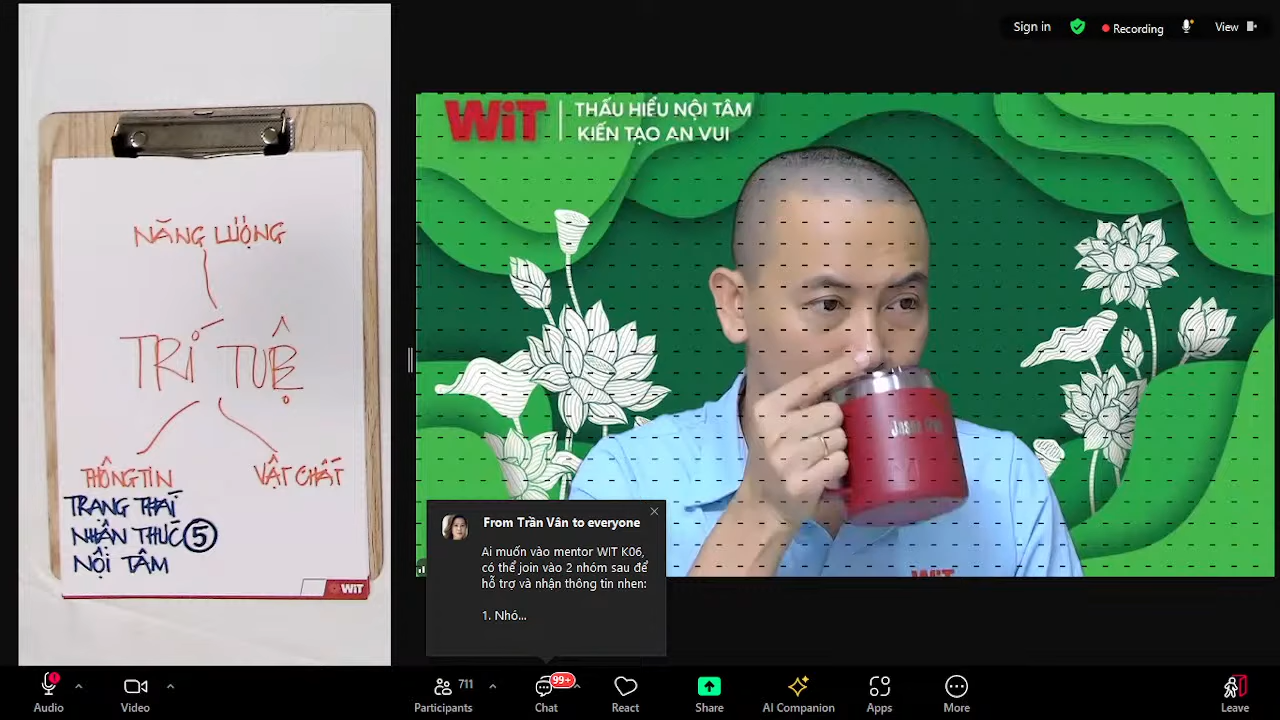 Sign in
Recording
View
NĂNG LƯỢNG
TRÍ TUỆ
THÔNG TIN
VẬT CHẤT
TRẠNG THÁI
NHẬN THỨC 5
NỘI TÂM
WiT
WiT | THẤU HIỂU NỘI TÂM
KIẾN TẠO AN VUI
From Trần Vân to everyone
Ai muốn vào mentor WIT K06,
có thể join vào 2 nhóm sau để
hỗ trợ và nhận thông tin nhen:
1. Nhó...
Audio
Video
Participants
711
Chat
99+
React
Share
AI Companion
Apps
More
Leave